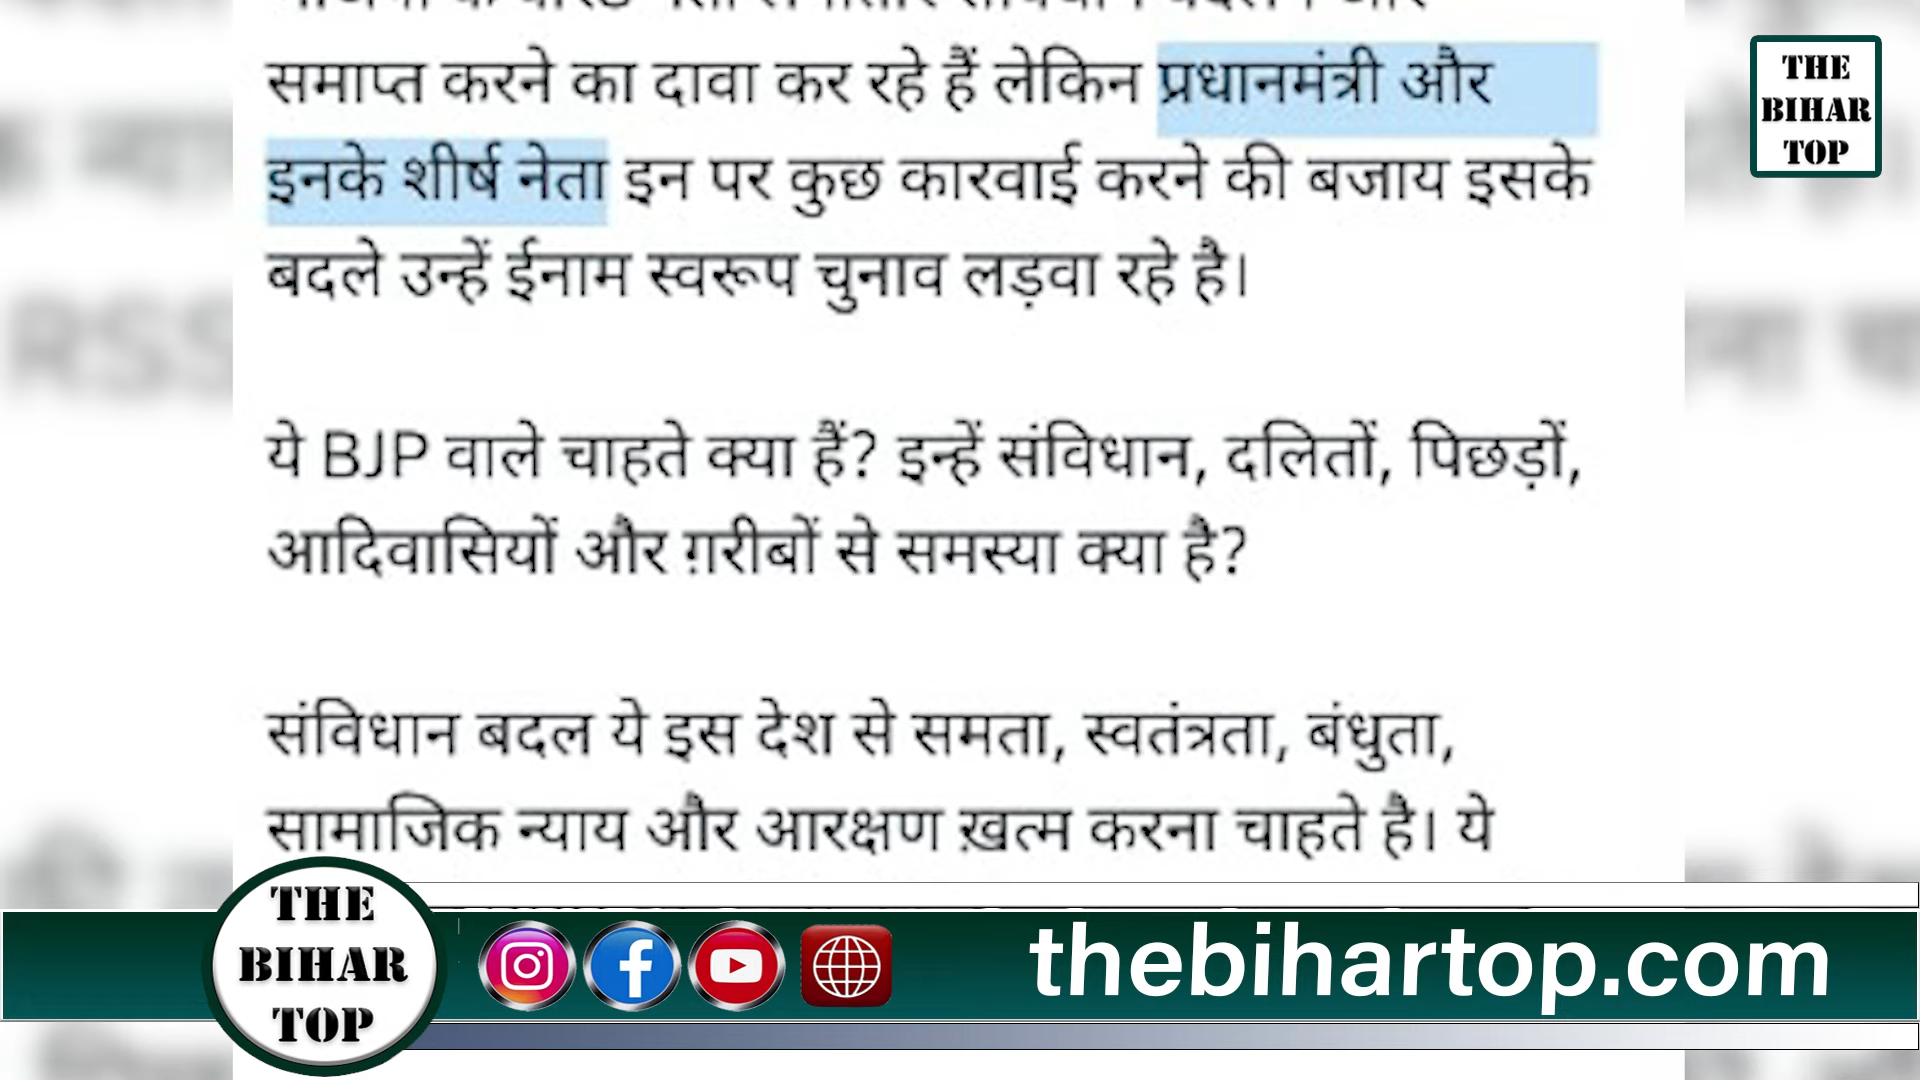 समाप्त करने का दावा कर रहे हैं लेकिन प्रधानमंत्री और
इनके शीर्ष नेता इन पर कुछ कारवाई करने की बजाय इसके
बदले उन्हें ईनाम स्वरूप चुनाव लड़वा रहे है।
ये BJP वाले चाहते क्या हैं? इन्हें संविधान, दलितों, पिछड़ों,
आदिवासियों और ग़रीबों से समस्या क्या है?
संविधान बदल ये इस देश से समता, स्वतंत्रता, बंधुता,
सामाजिक न्याय और आरक्षण ख़त्म करना चाहते है। ये
THE
BIHAR
TOP
THE
BIHAR
TOP
thebihartop.com
RSS